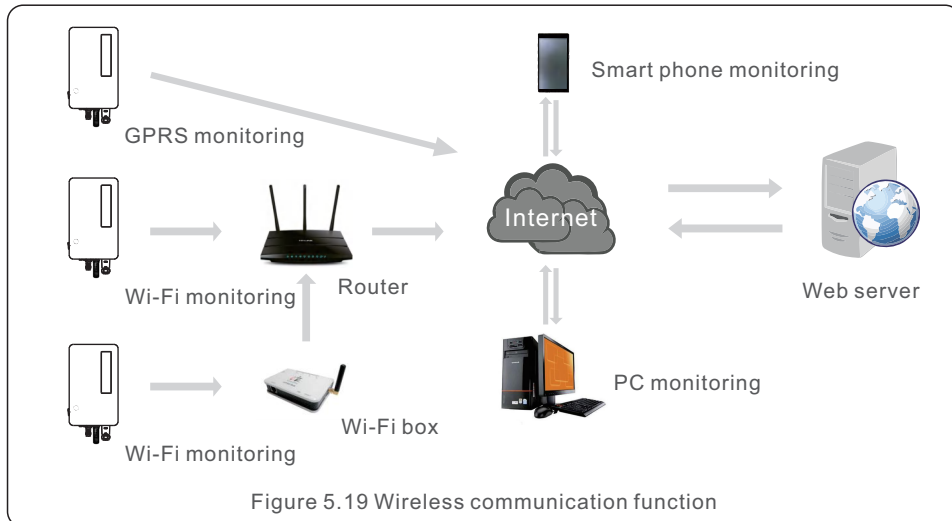 Smart phone monitoring
GPRS monitoring
Internet
Router
Wi-Fi monitoring
Web server
PC monitoring
Wi-Fi box
Wi-Fi monitoring
Figure 5.19 Wireless communication function